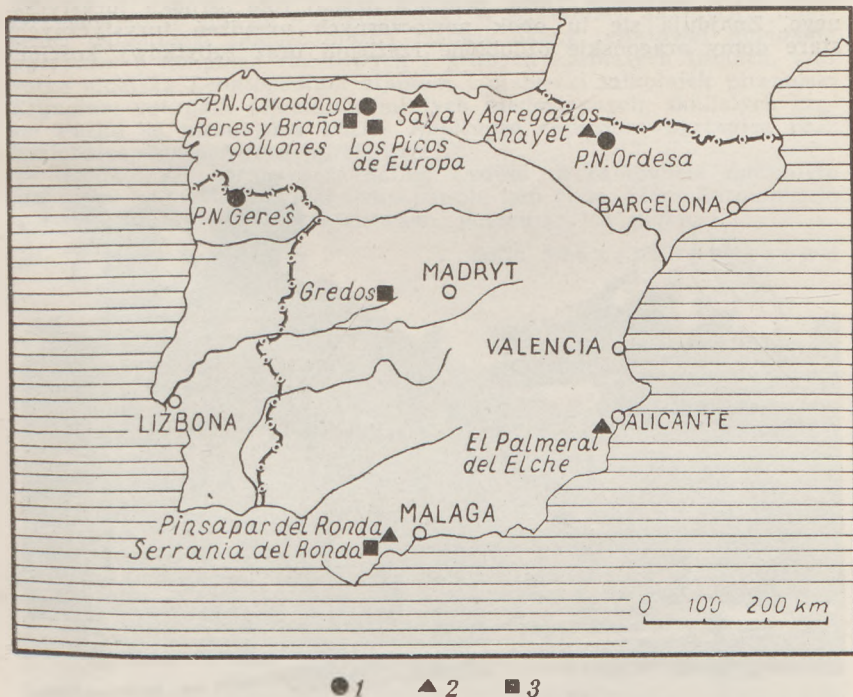 P.N.Cavadonga
Reres y Braña
gallones
Los Picos
de Europa
Saya y Agregados
Anayet
P.N.Ordesa
P.N.Gereś
BARCELONA
Gredos
MADRYT
VALENCIA
LIZBONA
ALICANTE
El Palmeral
del Elche
Pinsapar del Ronda
MALAGA
Serrania del Ronda
0 100 200 km
1 2 3